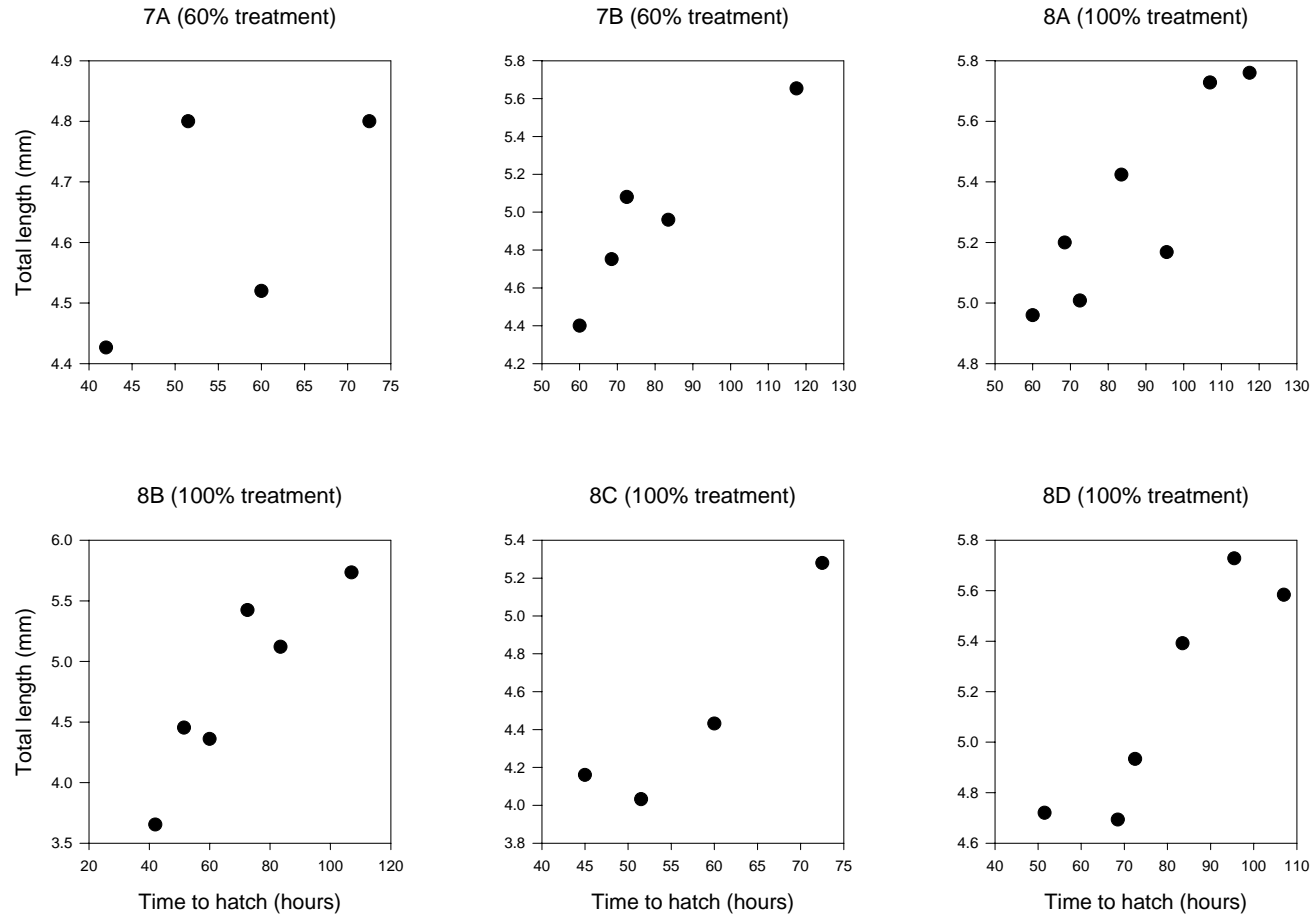 7A (60% treatment)
7B (60% treatment)
8A (100% treatment)
Total length (mm)
4.9
4.8
4.7
4.6
4.5
4.4
40 45 50 55 60 65 70 75
5.8
5.6
5.4
5.2
5.0
4.8
4.6
4.4
4.2
50 60 70 80 90 100 110 120 130
5.8
5.6
5.4
5.2
5.0
4.8
50 60 70 80 90 100 110 120 130
8B (100% treatment)
8C (100% treatment)
8D (100% treatment)
Total length (mm)
6.0
5.5
5.0
4.5
4.0
3.5
20 40 60 80 100 120
Time to hatch (hours)
5.4
5.2
5.0
4.8
4.6
4.4
4.2
4.0
3.8
40 45 50 55 60 65 70 75
Time to hatch (hours)
5.8
5.6
5.4
5.2
5.0
4.8
4.6
40 50 60 70 80 90 100 110
Time to hatch (hours)